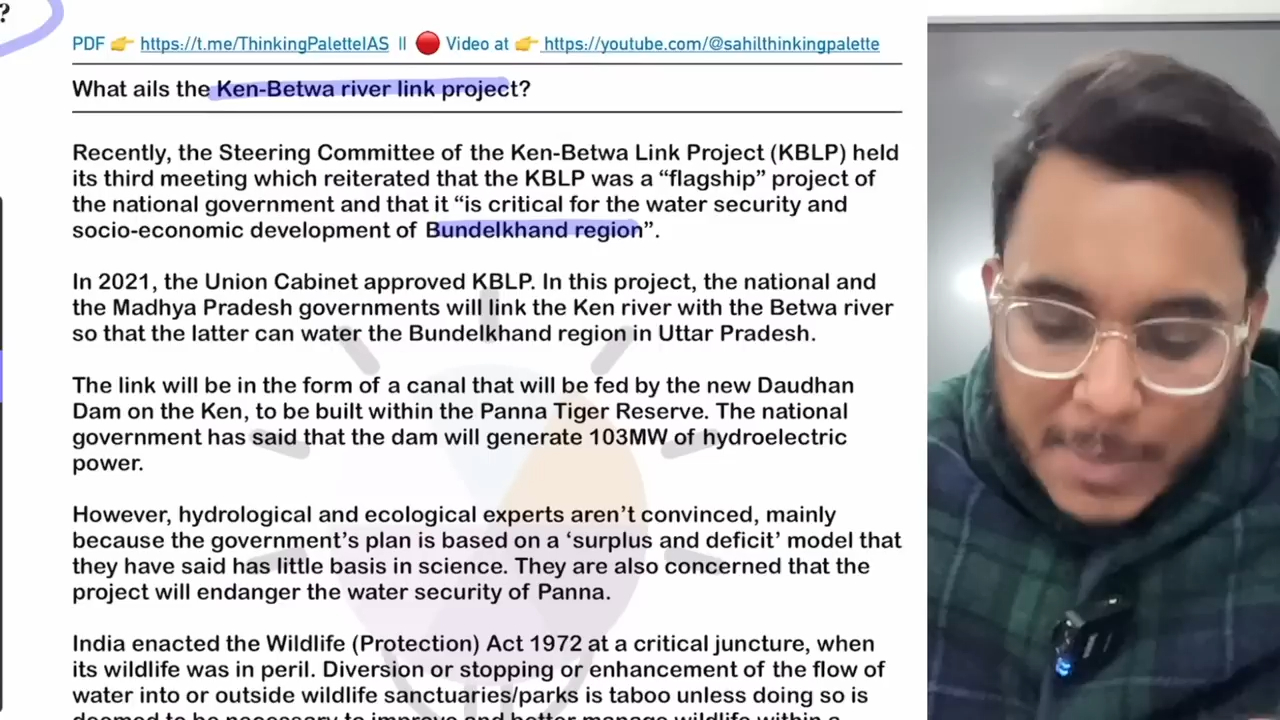 ?
PDF 👉 https://t.me/ThinkingPaletteIAS || 🔴 Video at 👉 https://youtube.com/@sahilthinkingpalette
What ails the Ken-Betwa river link project?
Recently, the Steering Committee of the Ken-Betwa Link Project (KBLP) held
its third meeting which reiterated that the KBLP was a “flagship” project of
the national government and that it “is critical for the water security and
socio-economic development of Bundelkhand region”.
In 2021, the Union Cabinet approved KBLP. In this project, the national and
the Madhya Pradesh governments will link the Ken river with the Betwa river
so that the latter can water the Bundelkhand region in Uttar Pradesh.
The link will be in the form of a canal that will be fed by the new Daudhan
Dam on the Ken, to be built within the Panna Tiger Reserve. The national
government has said that the dam will generate 103MW of hydroelectric
power.
However, hydrological and ecological experts aren’t convinced, mainly
because the government’s plan is based on a ‘surplus and deficit’ model that
they have said has little basis in science. They are also concerned that the
project will endanger the water security of Panna.
India enacted the Wildlife (Protection) Act 1972 at a critical juncture, when
its wildlife was in peril. Diversion or stopping or enhancement of the flow of
water into or outside wildlife sanctuaries/parks is taboo unless doing so is
deemed to be necessary to improve and better manage wildlife within a